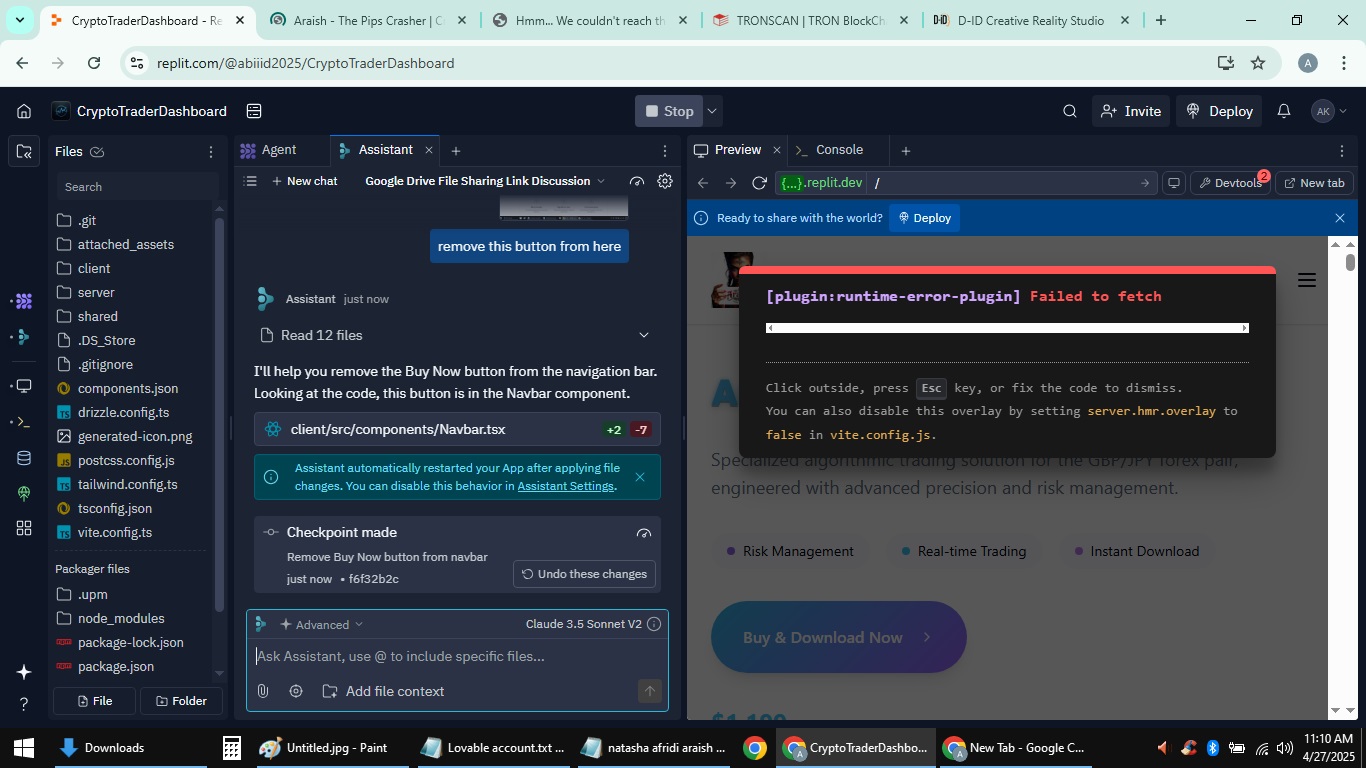 CryptoTraderDashboard - Re
Araish - The Pips Crasher | C
Hmm... We couldn't reach th
TRONSCAN | TRON BlockCh
D-ID
D-ID Creative Reality Studio
replit.com/@abiiid2025/CryptoTraderDashboard
A
CryptoTraderDashboard
Stop
Invite
Deploy
AK
Files
Agent
Assistant
Preview
Console
Search
New chat
Google Drive File Sharing Link Discussion
{...}.replit.dev
/
Devtools
2
New tab
Ready to share with the world?
Deploy
.git
attached_assets
client
server
shared
.DS_Store
.gitignore
components.json
drizzle.config.ts
generated-icon.png
postcss.config.js
tailwind.config.ts
tsconfig.json
vite.config.ts
Packager files
.upm
node_modules
package-lock.json
package.json
File
Folder
remove this button from here
Assistant just now
Read 12 files
I'll help you remove the Buy Now button from the navigation bar.
Looking at the code, this button is in the Navbar component.
client/src/components/Navbar.tsx
+2 -7
Assistant automatically restarted your App after applying file
changes. You can disable this behavior in Assistant Settings.
Checkpoint made
Remove Buy Now button from navbar
just now • f6f32b2c
Undo these changes
Advanced
Claude 3.5 Sonnet V2
Ask Assistant, use @ to include specific files...
Add file context
[plugin:runtime-error-plugin] Failed to fetch
Click outside, press Esc key, or fix the code to dismiss.
You can also disable this overlay by setting server.hmr.overlay to
false in vite.config.js.
Specialized algorithmic trading solution for the GBP/JPY forex pair,
engineered with advanced precision and risk management.
Risk Management
Real-time Trading
Instant Download
Buy & Download Now
Downloads
Untitled.jpg - Paint
Lovable account.txt ...
natasha afridi araish ...
CryptoTraderDashbo...
New Tab - Google C...
11:10 AM
4/27/2025